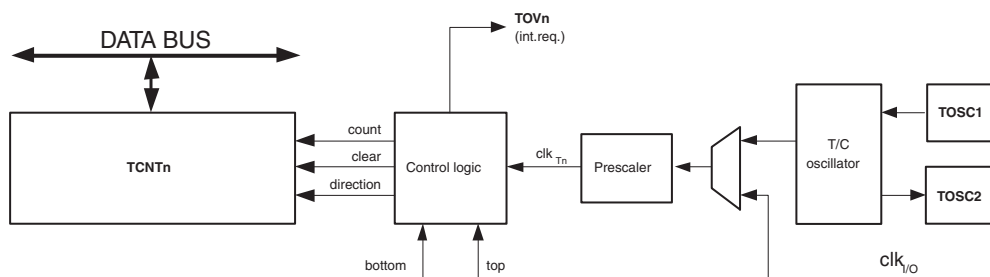 TOVn
(int.req.)
DATA BUS
TCNTn
count
clear
direction
Control logic
clk Tn
Prescaler
T/C
oscillator
TOSC1
TOSC2
bottom
top
clk I/O